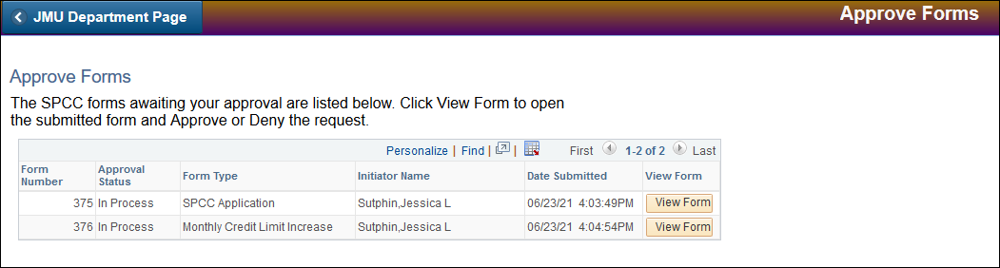 JMU Department Page
Approve Forms
Approve Forms
The SPCC forms awaiting your approval are listed below. Click View Form to open
the submitted form and Approve or Deny the request.
Personalize | Find | | First 1-2 of 2 Last
Form Number Approval Status Form Type Initiator Name Date Submitted View Form
375 In Process SPCC Application Sutphin,Jessica L 06/23/21 4:03:49PM View Form
376 In Process Monthly Credit Limit Increase Sutphin,Jessica L 06/23/21 4:04:54PM View Form